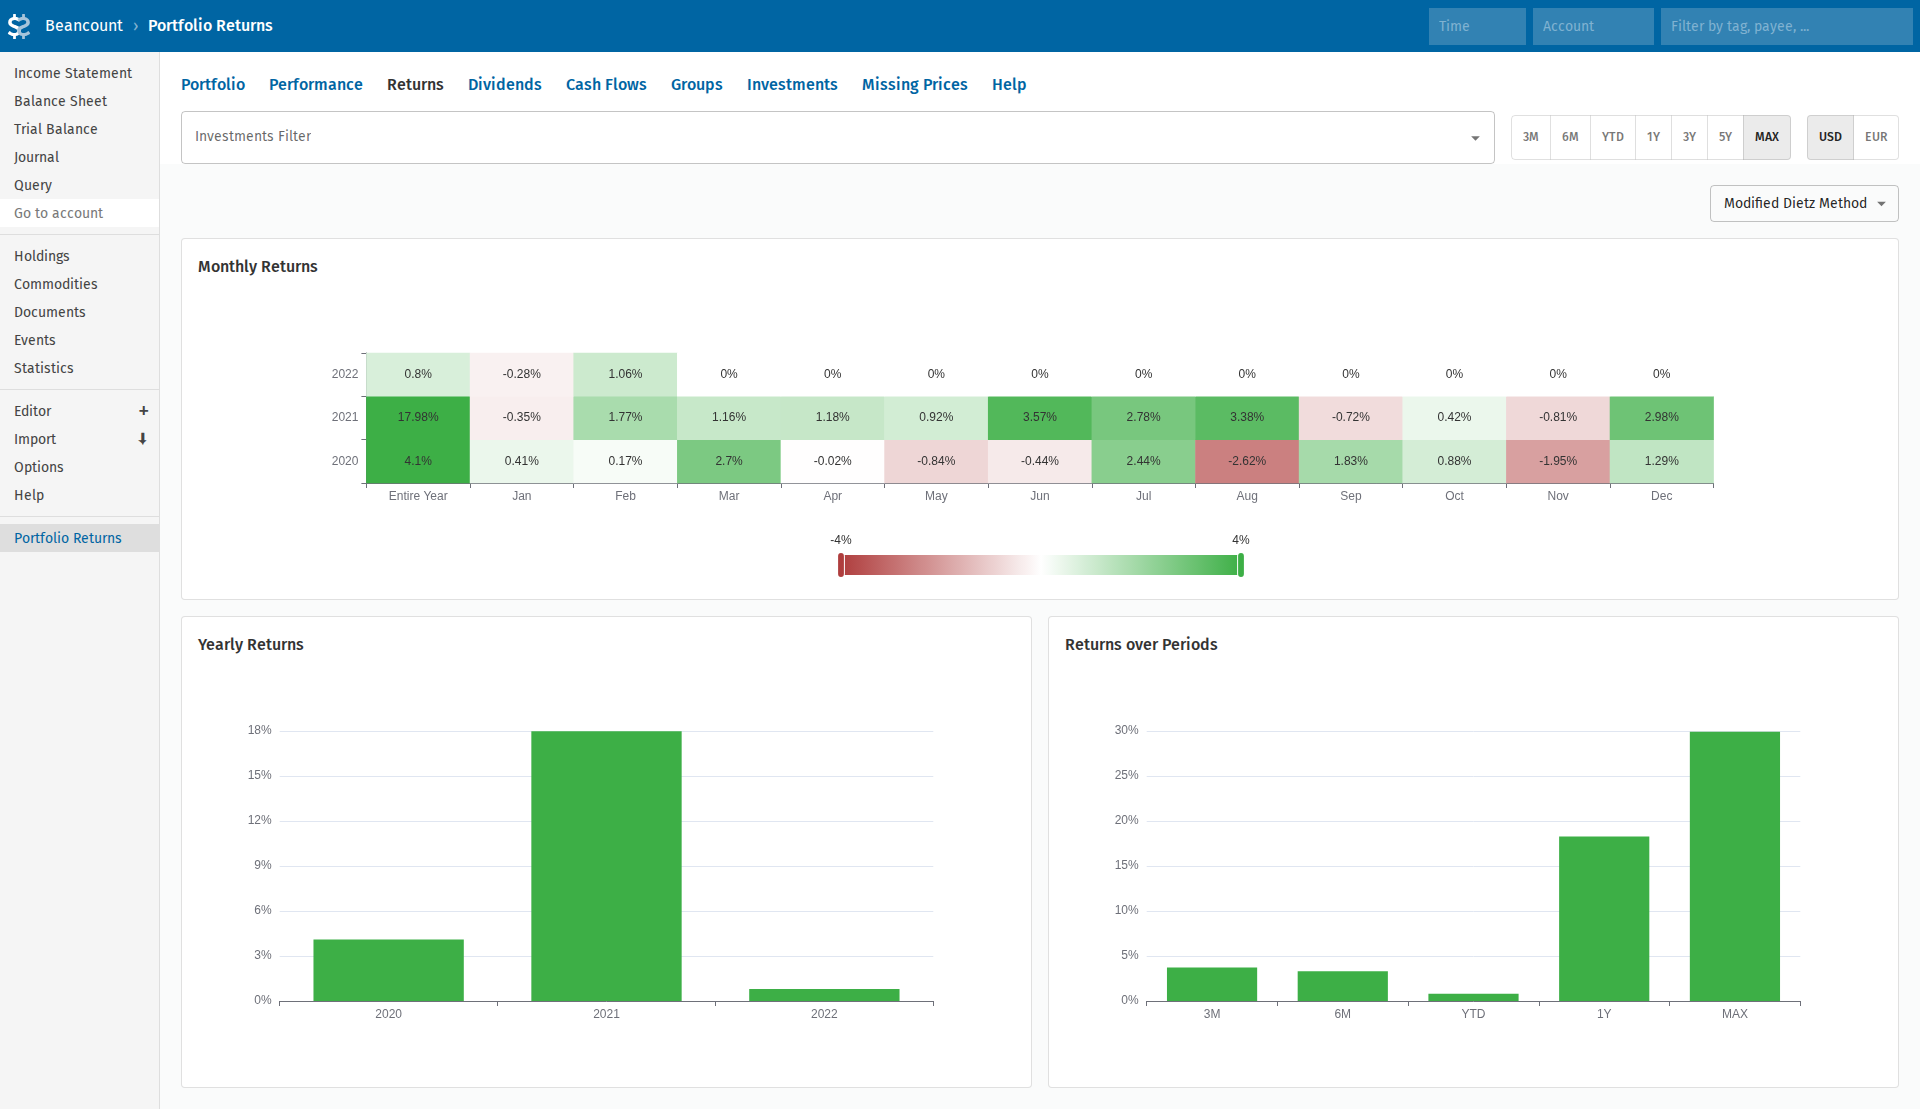 Beancount › Portfolio Returns
Time
Account
Filter by tag, payee, ...
Income Statement
Balance Sheet
Trial Balance
Journal
Query
Go to account
Holdings
Commodities
Documents
Events
Statistics
Editor +
Import
Options
Help
Portfolio Returns
Portfolio Performance Returns Dividends Cash Flows Groups Investments Missing Prices Help
Investments Filter
3M 6M YTD 1Y 3Y 5Y MAX
USD EUR
Modified Dietz Method
Monthly Returns
2022 0.8% -0.28% 1.06% 0% 0% 0% 0% 0% 0% 0% 0% 0% 0%
2021 17.98% -0.35% 1.77% 1.16% 1.18% 0.92% 3.57% 2.78% 3.38% -0.72% 0.42% -0.81% 2.98%
2020 4.1% 0.41% 0.17% 2.7% -0.02% -0.84% -0.44% 2.44% -2.62% 1.83% 0.88% -1.95% 1.29%
Entire Year Jan Feb Mar Apr May Jun Jul Aug Sep Oct Nov Dec
-4% 4%
Yearly Returns
18%
15%
12%
9%
6%
3%
0%
2020 2021 2022
Returns over Periods
30%
25%
20%
15%
10%
5%
0%
3M 6M YTD 1Y MAX